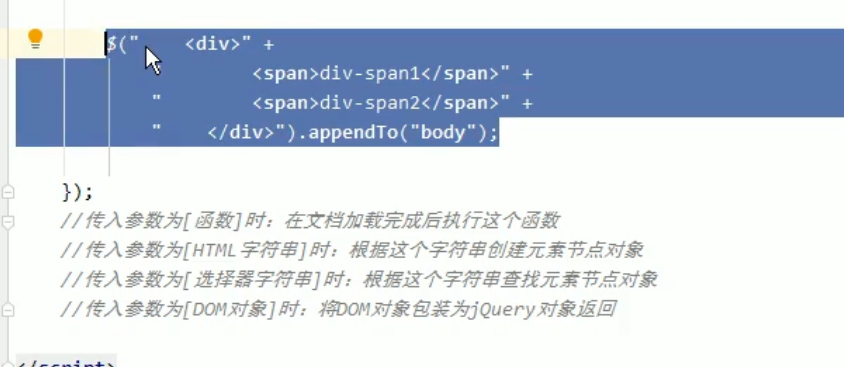 $("    <div>" +
            <span>div-span1</span>" +
    "        <span>div-span2</span>" +
    "    </div>").appendTo("body");
});
//传入参数为[函数]时：在文档加载完成后执行这个函数
//传入参数为[HTML字符串]时：根据这个字符串创建元素节点对象
//传入参数为[选择器字符串]时：根据这个字符串查找元素节点对象
//传入参数为[DOM对象]时：将DOM对象包装为jQuery对象返回
</script>